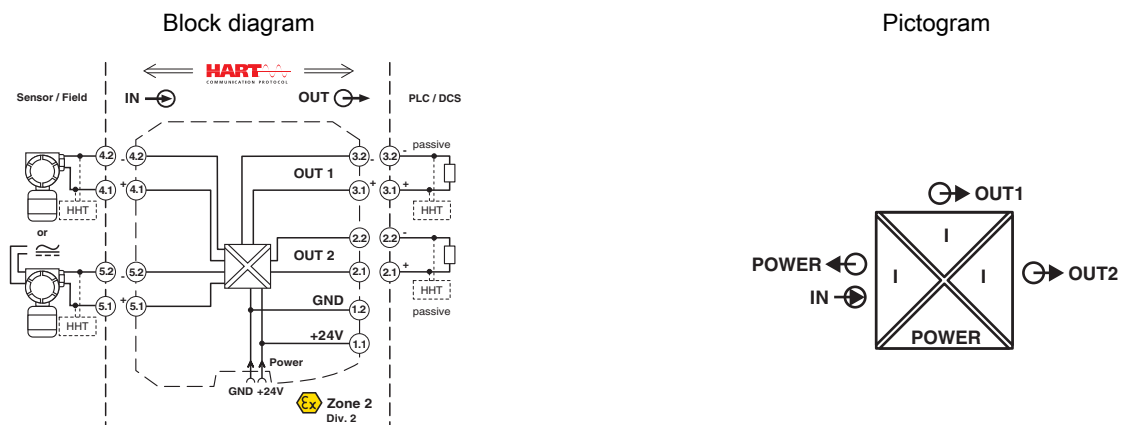 Block diagram
Pictogram
HART
COMMUNICATION PROTOCOL
Sensor / Field
IN
OUT
PLC / DCS
passive
4.2 - 4.2
3.2 - 3.2 -
OUT 1
4.1 + 4.1
3.1 + 3.1 +
HHT
HHT
or
2.2 2.2 -
OUT 2
5.2 - 5.2
2.1 2.1 +
5.1 + 5.1
HHT
HHT
GND
1.2
passive
+24V
1.1
Power
GND +24V
Ex Zone 2
Div. 2
OUT1
I
POWER
I
I
OUT2
IN
POWER